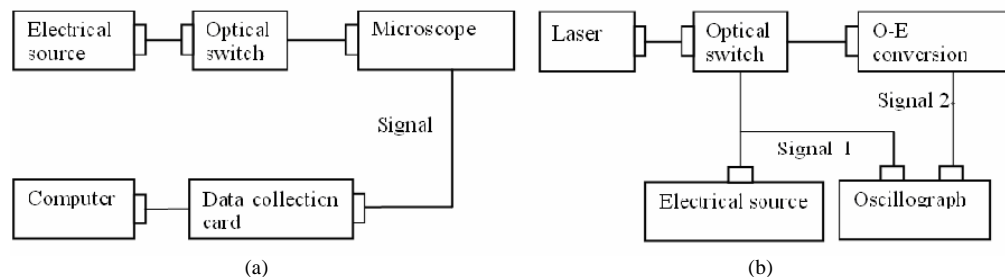 Electrical
source
Optical
switch
Microscope
Signal
Computer
Data collection
card
(a)
Laser
Optical
switch
O-E
conversion
Signal 2
Signal 1
Electrical source
Oscillograph
(b)